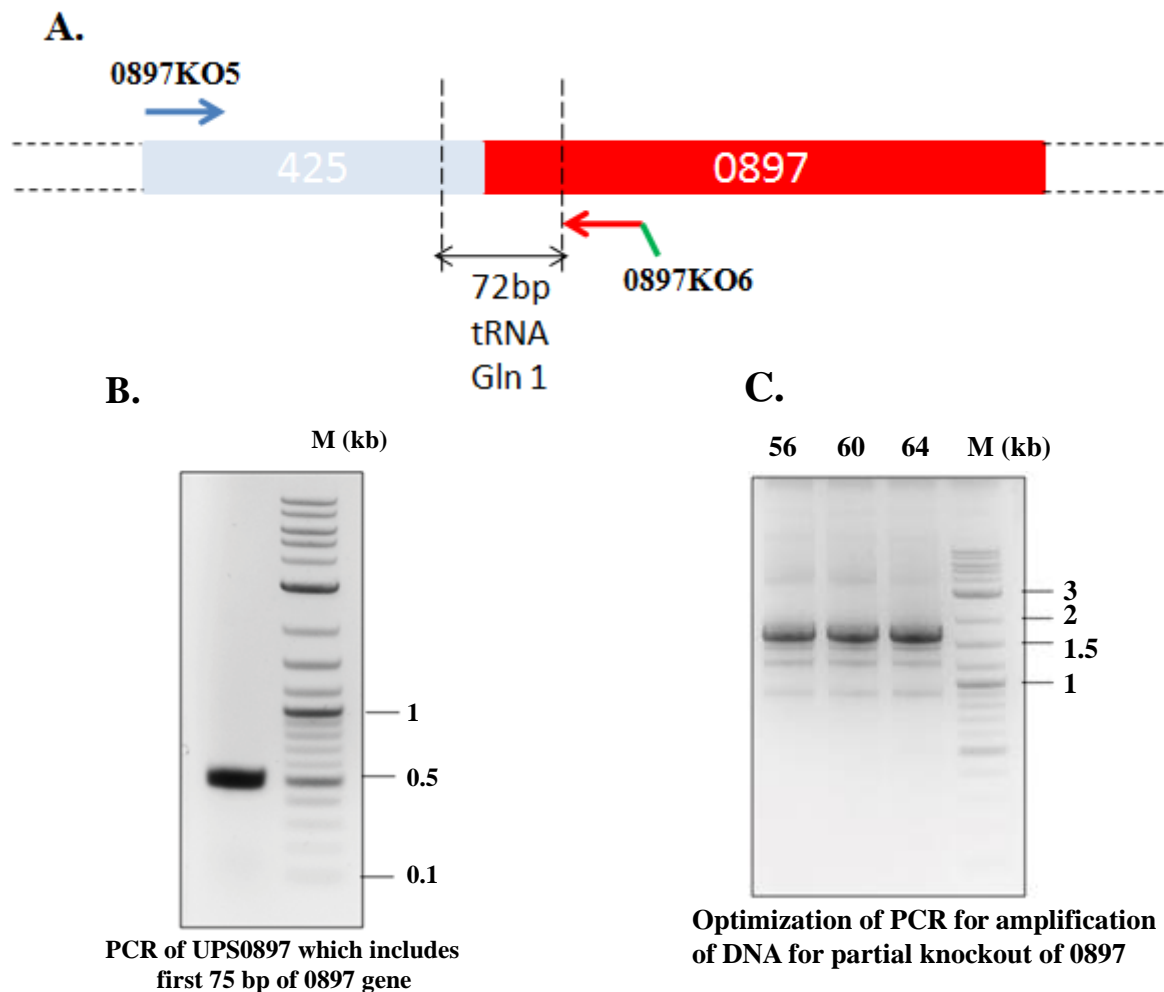 A.
0897KO5
425
0897
0897KO6
72bp
tRNA
Gln 1
B.
M (kb)
1
0.5
0.1
PCR of UPS0897 which includes
first 75 bp of 0897 gene
C.
56 60 64 M (kb)
3
2
1.5
1
Optimization of PCR for amplification
of DNA for partial knockout of 0897